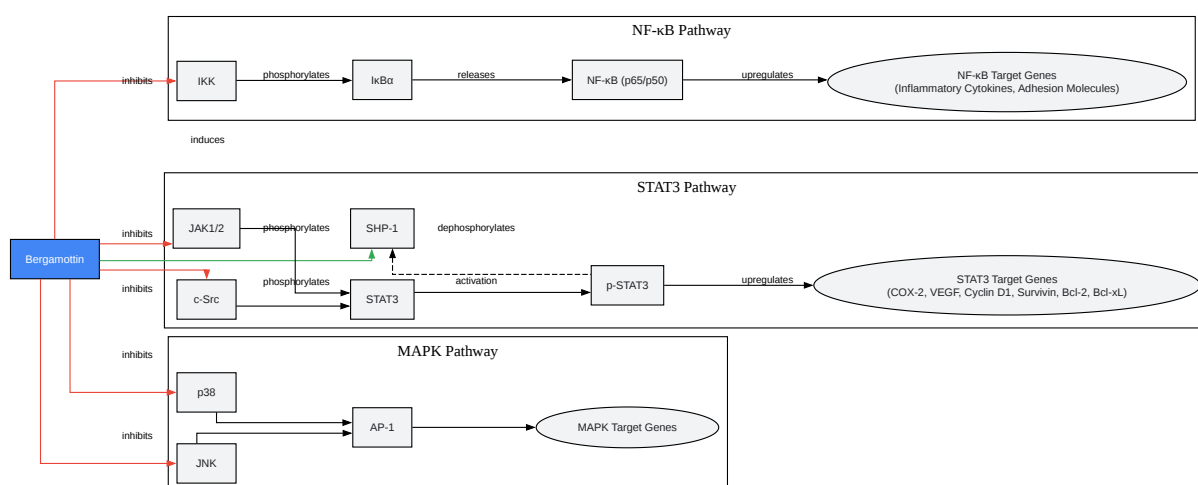 NF-κB Pathway
inhibits
IKK
phosphorylates
IκBα
releases
NF-κB (p65/p50)
upregulates
NF-κB Target Genes
(Inflammatory Cytokines, Adhesion Molecules)
induces
STAT3 Pathway
inhibits
JAK1/2
phosphorylates
SHP-1
dephosphorylates
Bergamottin
inhibits
c-Src
phosphorylates
STAT3
activation
p-STAT3
upregulates
STAT3 Target Genes
(COX-2, VEGF, Cyclin D1, Survivin, Bcl-2, Bcl-xL)
MAPK Pathway
inhibits
p38
AP-1
MAPK Target Genes
inhibits
JNK